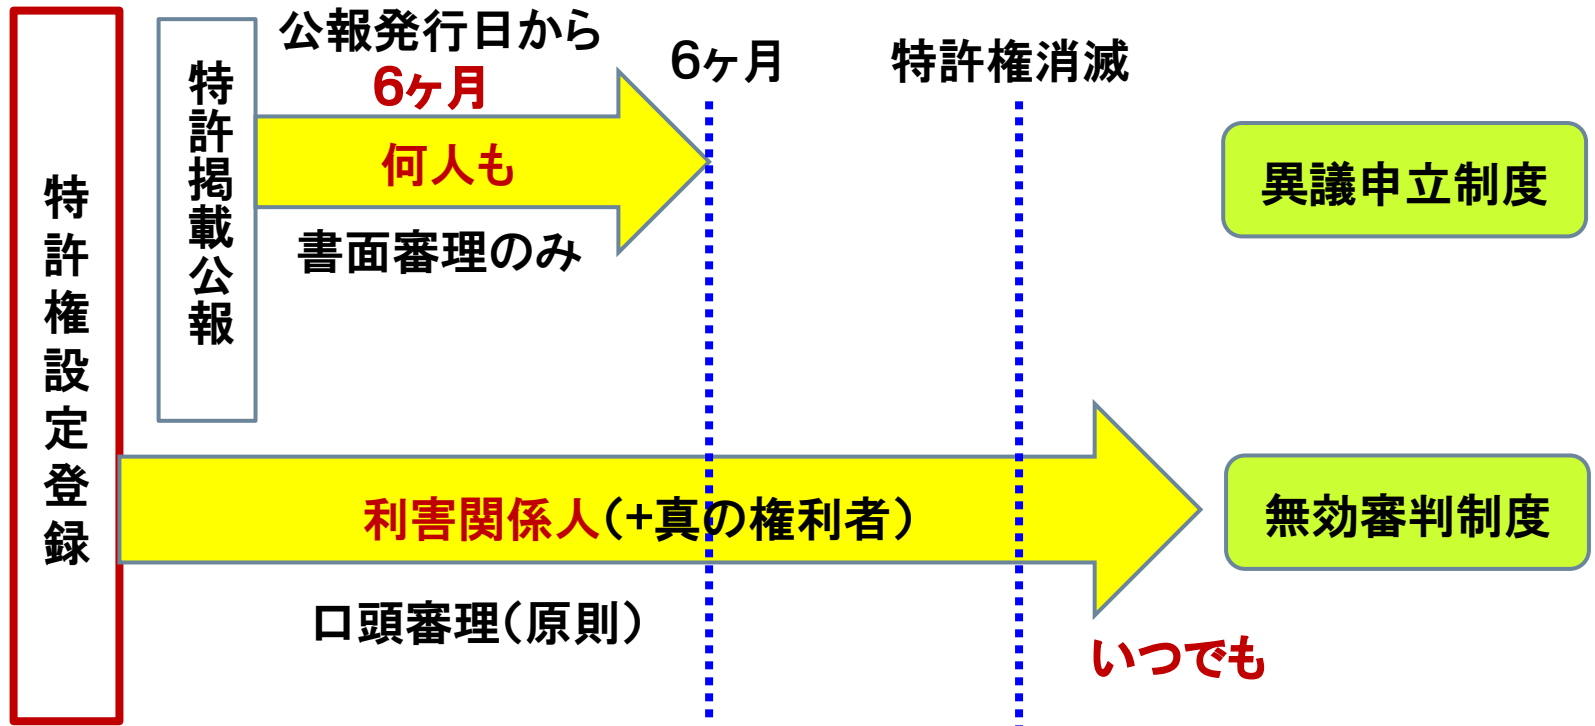 特許権設定登録
特許掲載公報
公報発行日から
6ヶ月
何人も
書面審理のみ
6ヶ月
特許権消滅
異議申立制度
利害関係人(+真の権利者)
口頭審理(原則)
いつでも
無効審判制度